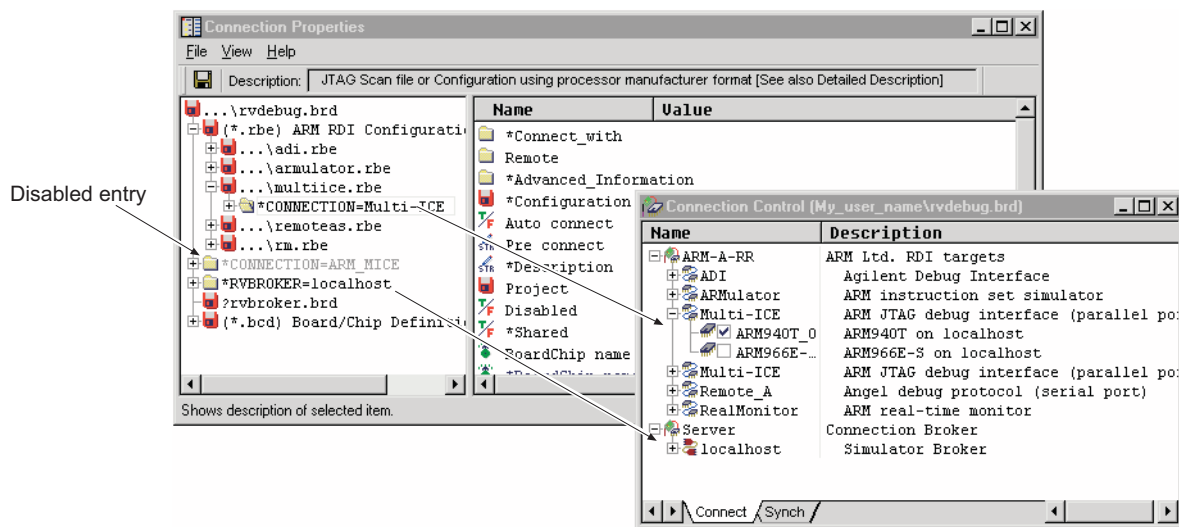 Connection Properties
File View Help
Description: JTAG Scan file or Configuration using processor manufacturer format [See also Detailed Description]
...\rvdebug.brd
(*.rbe) ARM RDI Configurati
...\adi.rbe
...\armulator.rbe
...\multiice.rbe
*CONNECTION=Multi-ICE
...\remoteas.rbe
...\rm.rbe
*CONNECTION=ARM_MICE
*RVBROKER=localhost
?rvbroker.brd
(*.bcd) Board/Chip Definiti
Name Value
*Connect_with
Remote
*Advanced_Information
*Configuration
T/F Auto connect
STR Pre connect
STR *Description
Project
T/F Disabled
T/F *Shared
BoardChip name
Shows description of selected item.
Disabled entry
Connection Control (My_user_name\rvdebug.brd)
Name Description
ARM-A-RR ARM Ltd. RDI targets
ADI Agilent Debug Interface
ARMulator ARM instruction set simulator
Multi-ICE ARM JTAG debug interface (parallel po
ARM940T_0 ARM940T on localhost
ARM966E-... ARM966E-S on localhost
Multi-ICE ARM JTAG debug interface (parallel po
Remote_A Angel debug protocol (serial port)
RealMonitor ARM real-time monitor
Server Connection Broker
localhost Simulator Broker
Connect Synch